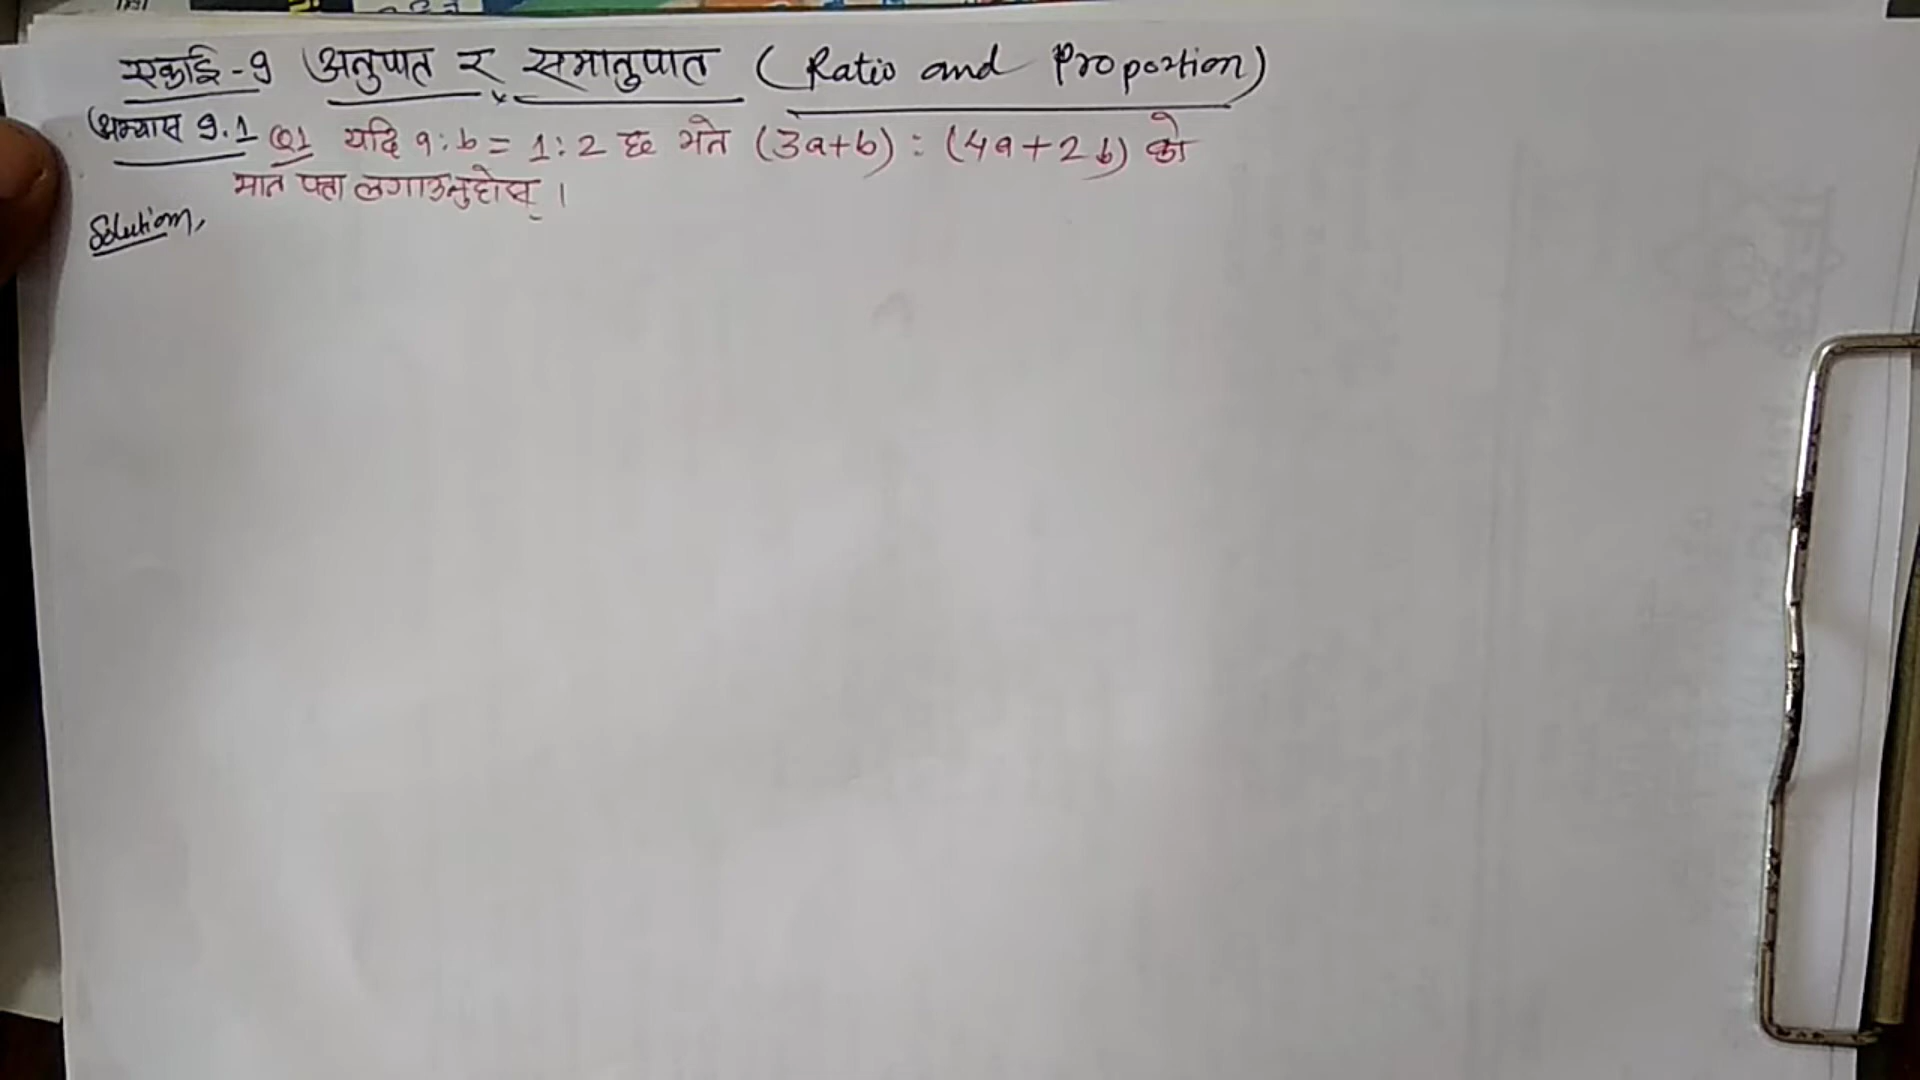 एकाई-9 अनुपात र समानुपात (Ratio and Proportion)
अभ्यास 9.1 Q1 यदि a:b = 1:2 छ भने (3a+b) : (4a+2b) को
मान पत्ता लगाउनुहोस् ।
Solution,